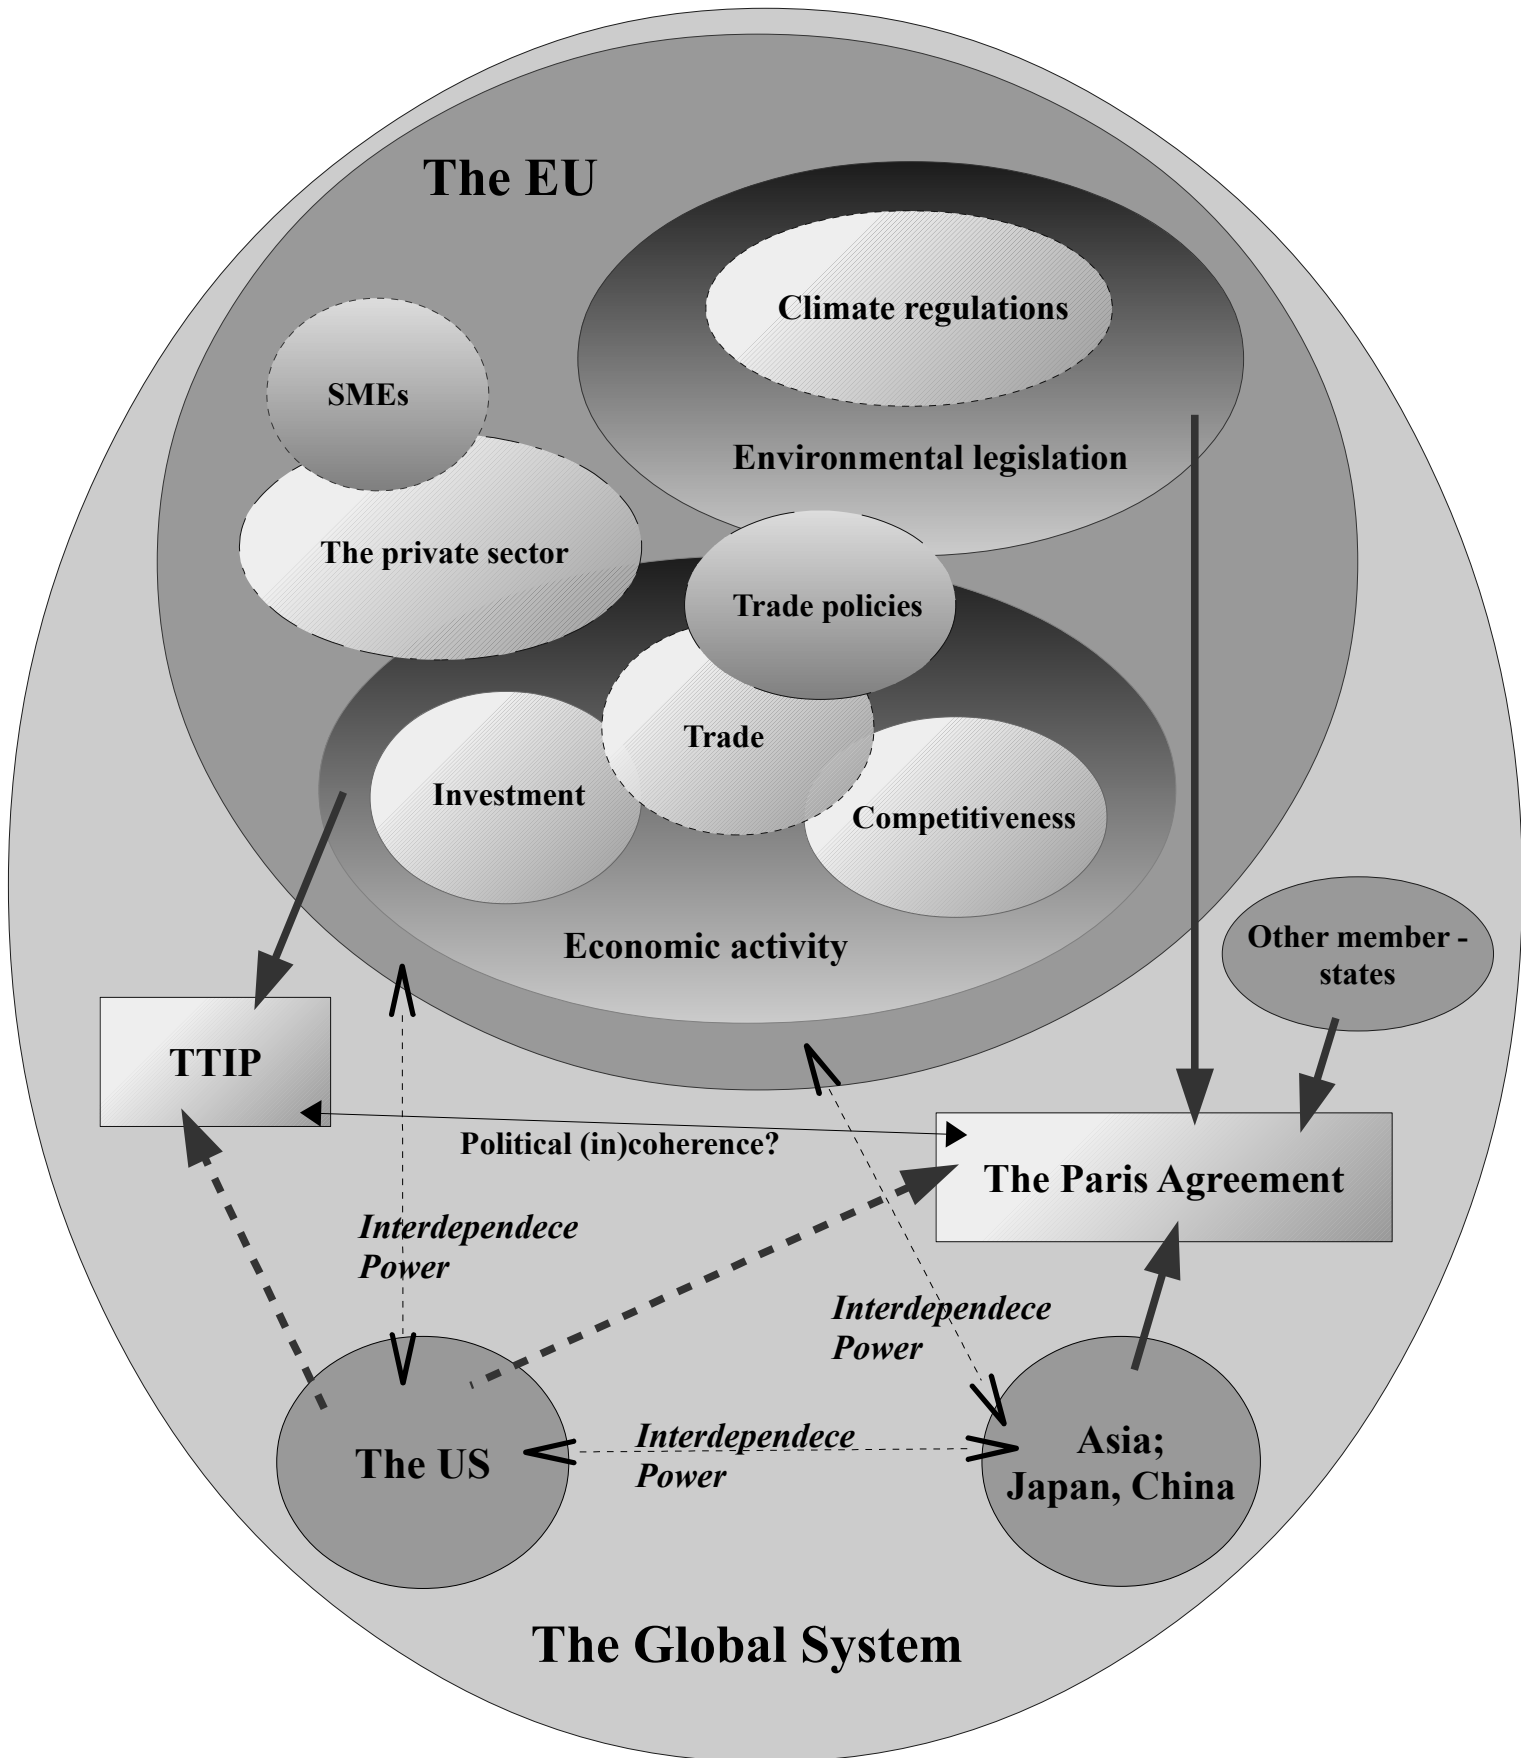 The EU
Climate regulations
SMEs
Environmental legislation
The private sector
Trade policies
Trade
Investment
Competitiveness
Economic activity
Other member -
states
TTIP
Political (in)coherence?
The Paris Agreement
Interdependece
Power
Interdependece
Power
Interdependece
Power
The US
Asia;
Japan, China
The Global System